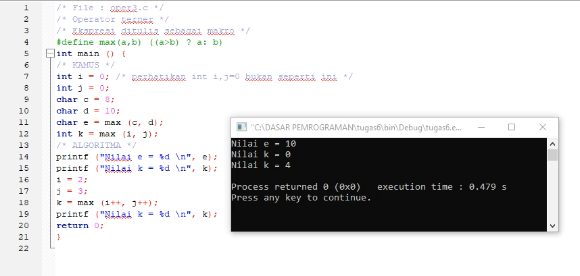 1 /* File : opar3.c */
2 /* Operator terner */
3 /* Ekspresi ditulis sebagai makro */
4 #define max(a,b) ((a>b) ? a: b)
5 int main () {
6 /* KAMUS */
7 int i = 0; /* perhatikan int i,j=0 bukan seperti ini */
8 int j = 0;
9 char c = 8;
10 char d = 10;
11 char e = max (c, d);
12 int k = max (i, j);
13 /* ALGORITMA */
14 printf ("Nilai e = %d \n", e);
15 printf ("Nilai k = %d \n", k);
16 i = 2;
17 j = 3;
18 k = max (i++, j++);
19 printf ("Nilai k = %d \n", k);
20 return 0;
21 }
22
"C:\DASAR PEMROGRAMAN\tugas6\bin\Debug\tugas6.e...
Nilai e = 10
Nilai k = 0
Nilai k = 4
Process returned 0 (0x0) execution time : 0.479 s
Press any key to continue.